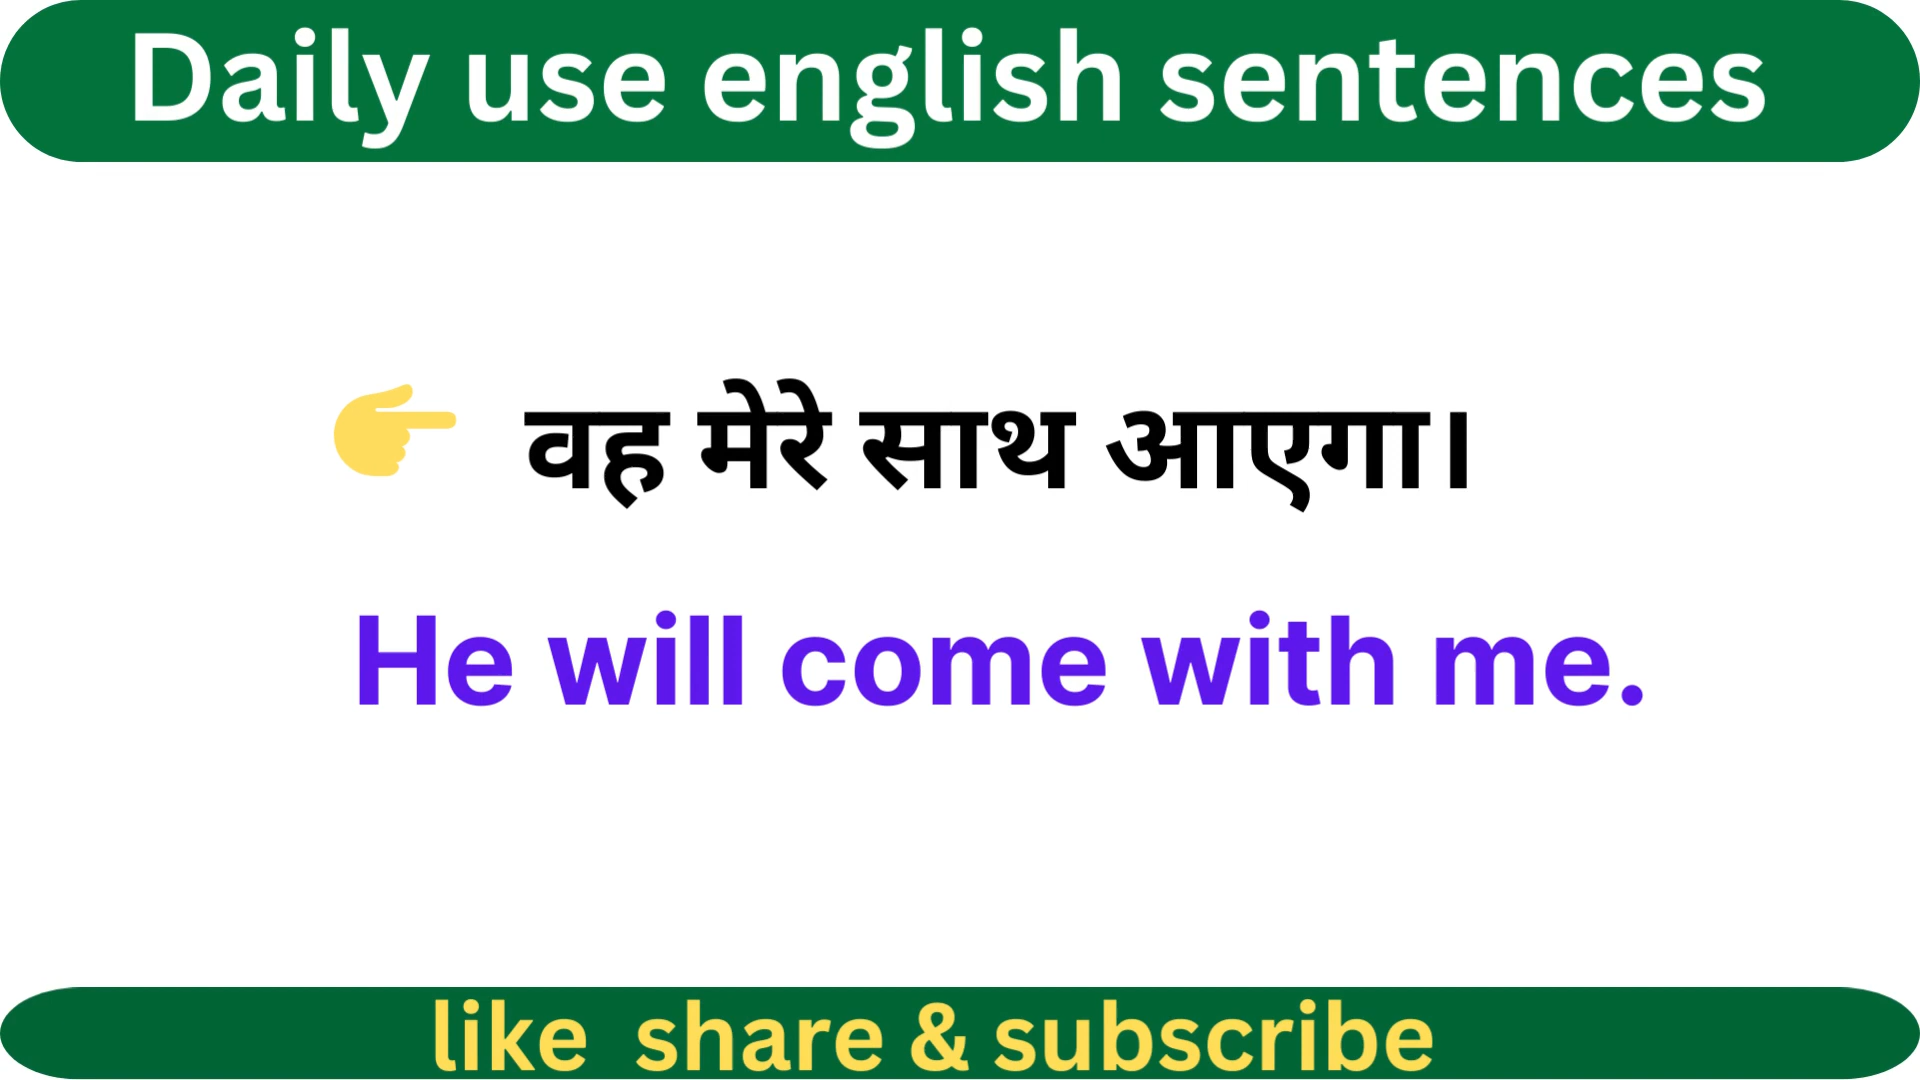 Daily use english sentences
👉 वह मेरे साथ आएगा।
He will come with me.
like share & subscribe